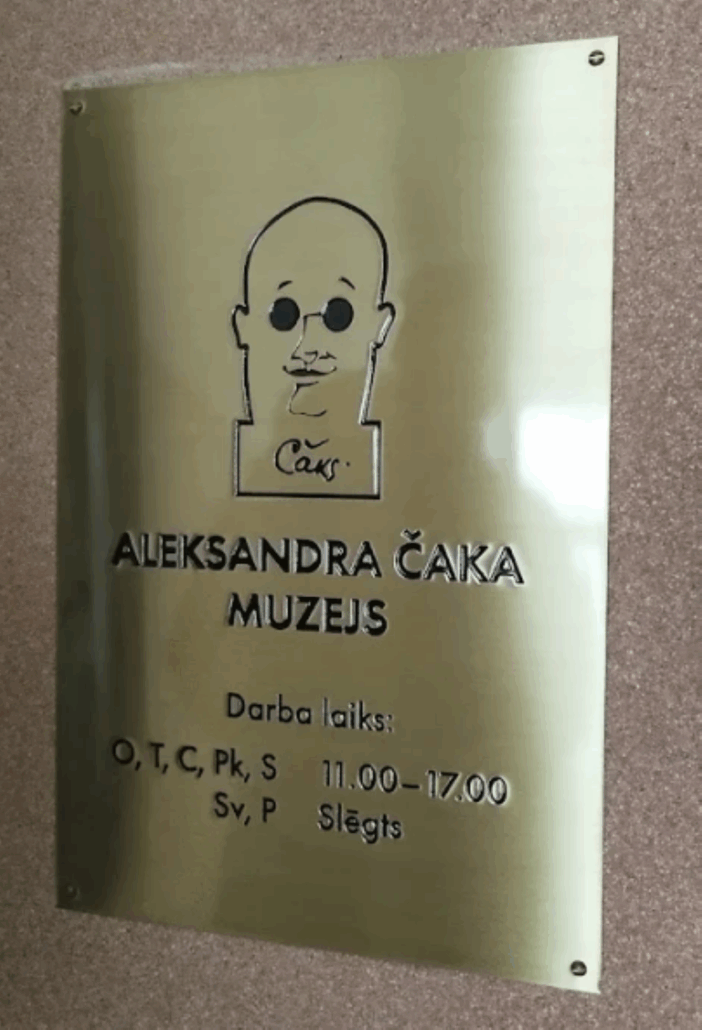 Čaks.
ALEKSANDRA ČAKA
MUZEJS
Darba laiks:
O, T, C, Pk, S 11.00–17.00
Sv, P Slēgts